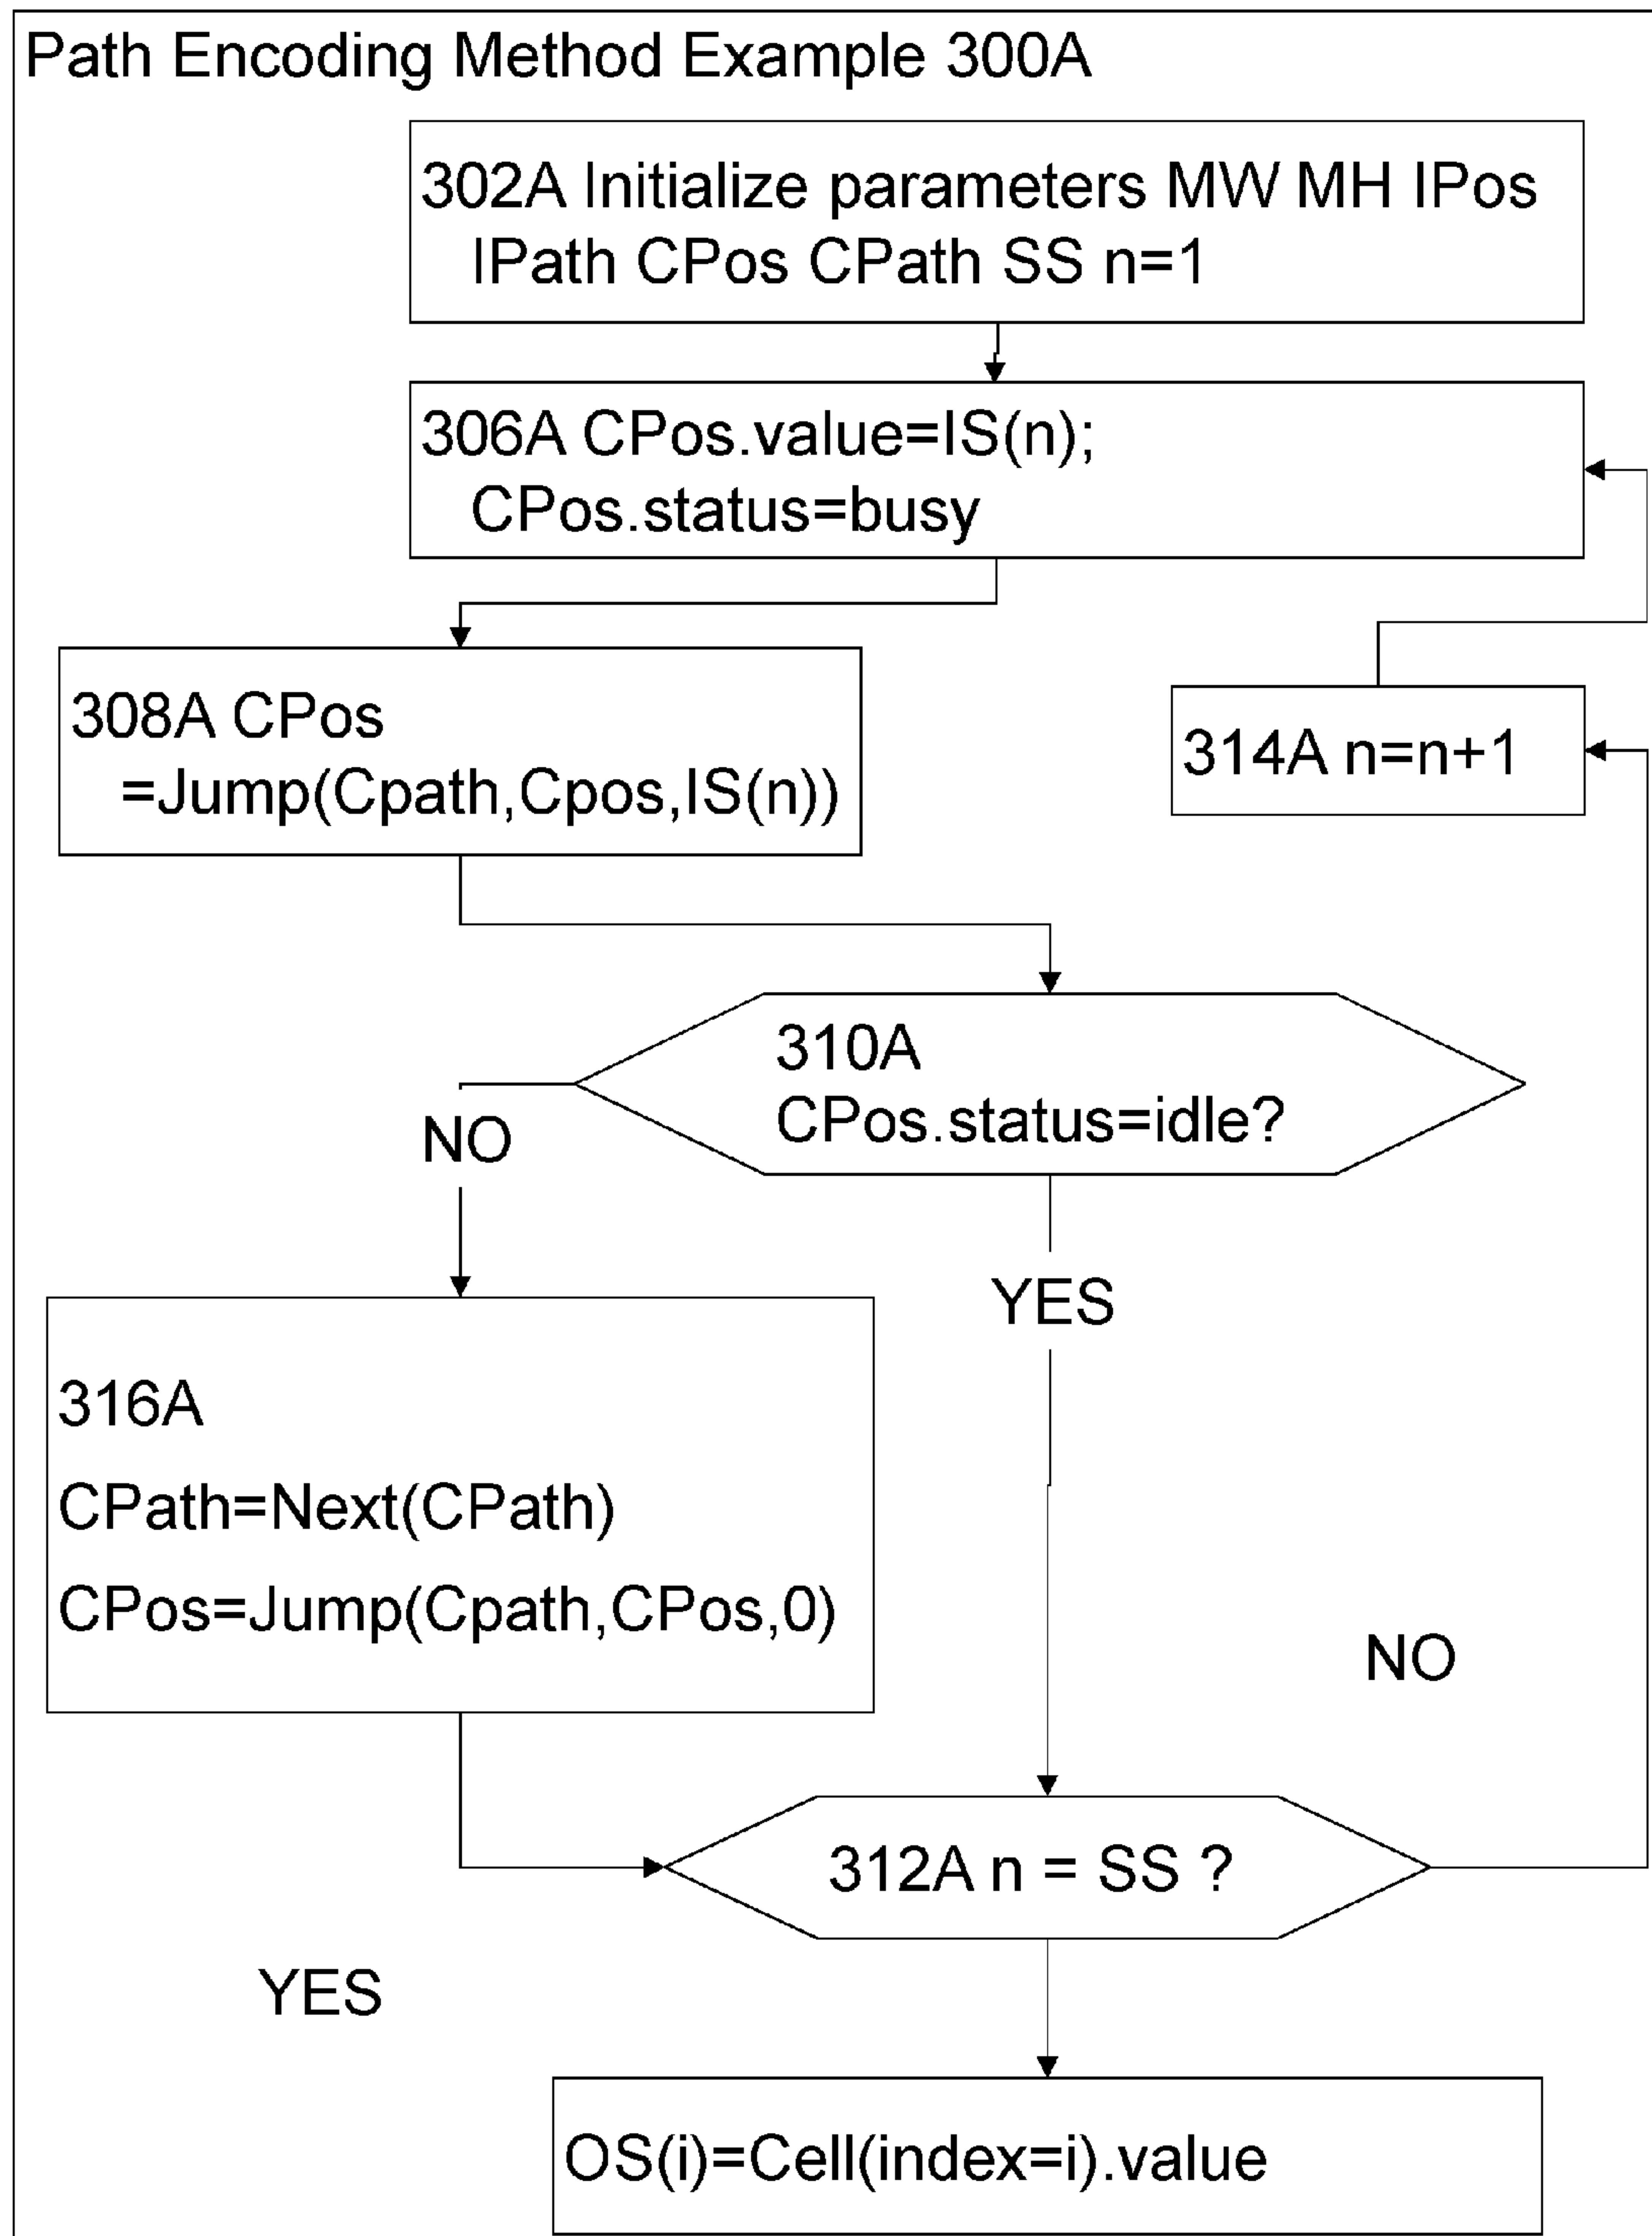 Path Encoding Method Example 300A
302A Initialize parameters MW MH IPos
IPath CPos CPath SS n=1
306A CPos.value=IS(n);
CPos.status=busy
308A CPos
=Jump(Cpath,Cpos,IS(n))
314A n=n+1
310A
CPos.status=idle?
NO
YES
316A
CPath=Next(CPath)
CPos=Jump(Cpath,CPos,0)
NO
312A n = SS ?
YES
OS(i)=Cell(index=i).value